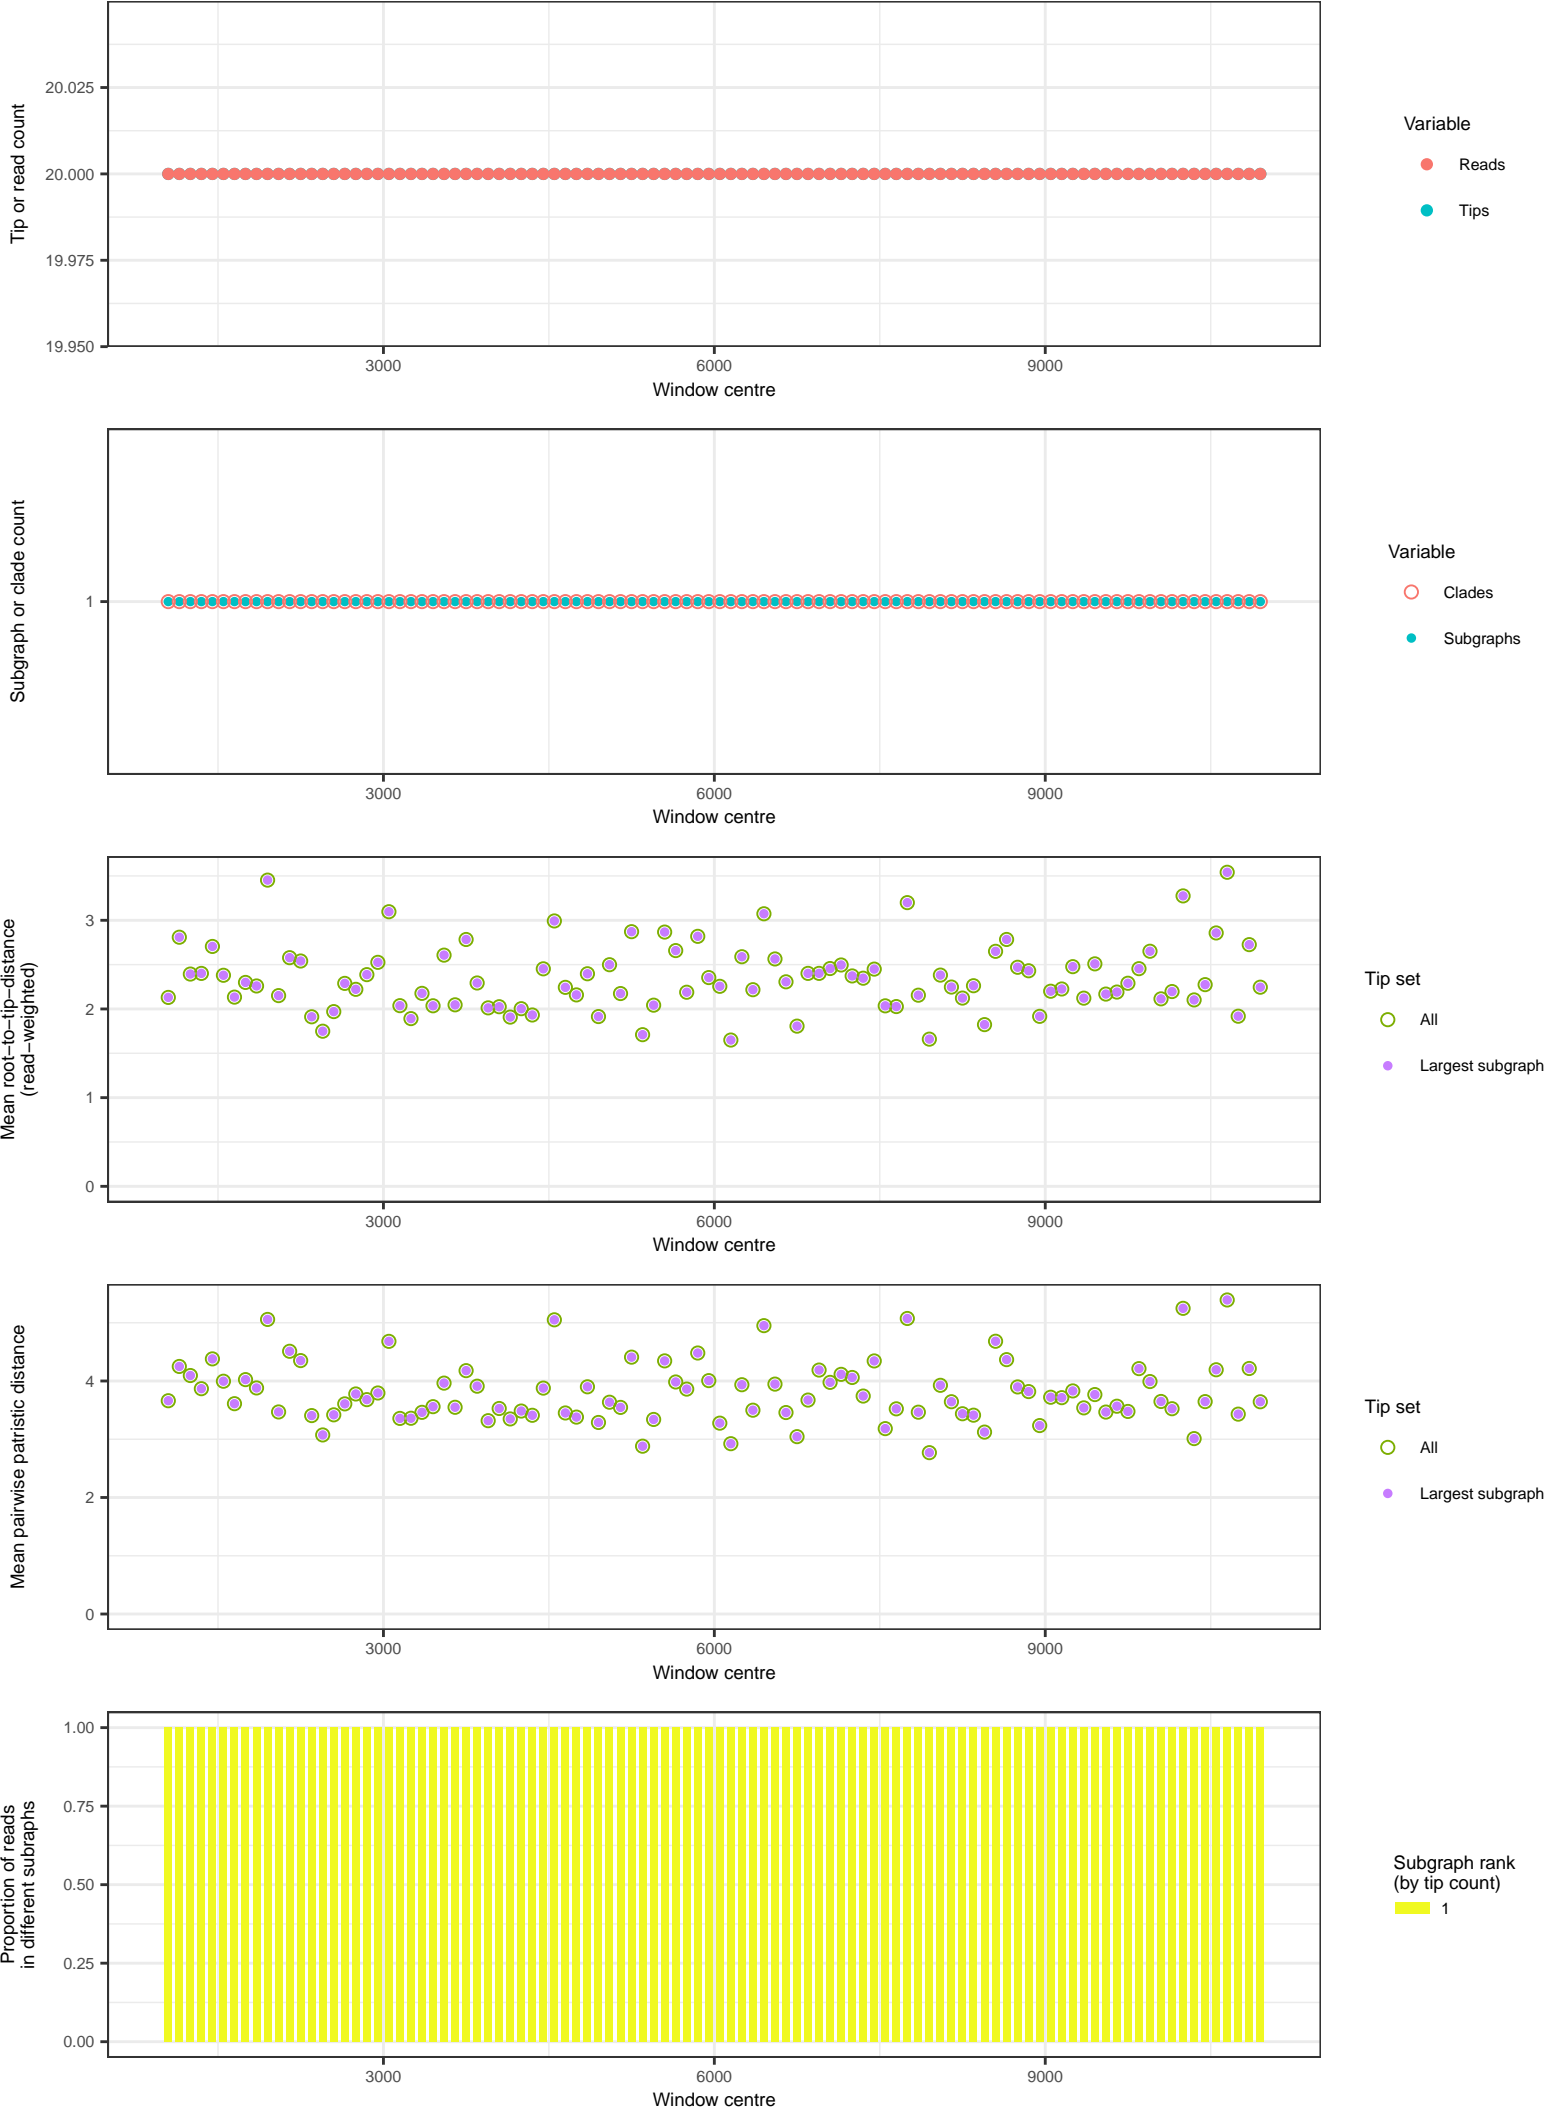 Tip or read count
20.025
20.000
19.975
19.950
3000
6000
9000
Window centre
Variable
Reads
Tips
Subgraph or clade count
1
3000
6000
9000
Window centre
Variable
Clades
Subgraphs
Mean root−to−tip−distance
(read−weighted)
3
2
1
0
3000
6000
9000
Window centre
Tip set
All
Largest subgraph
Mean pairwise patristic distance
4
2
0
3000
6000
9000
Window centre
Tip set
All
Largest subgraph
Proportion of reads
in different subraphs
1.00
0.75
0.50
0.25
0.00
3000
6000
9000
Window centre
Subgraph rank
(by tip count)
1